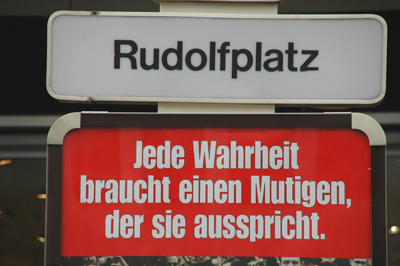 Rudolfplatz
Jede Wahrheit
braucht einen Mutigen,
der sie ausspricht.